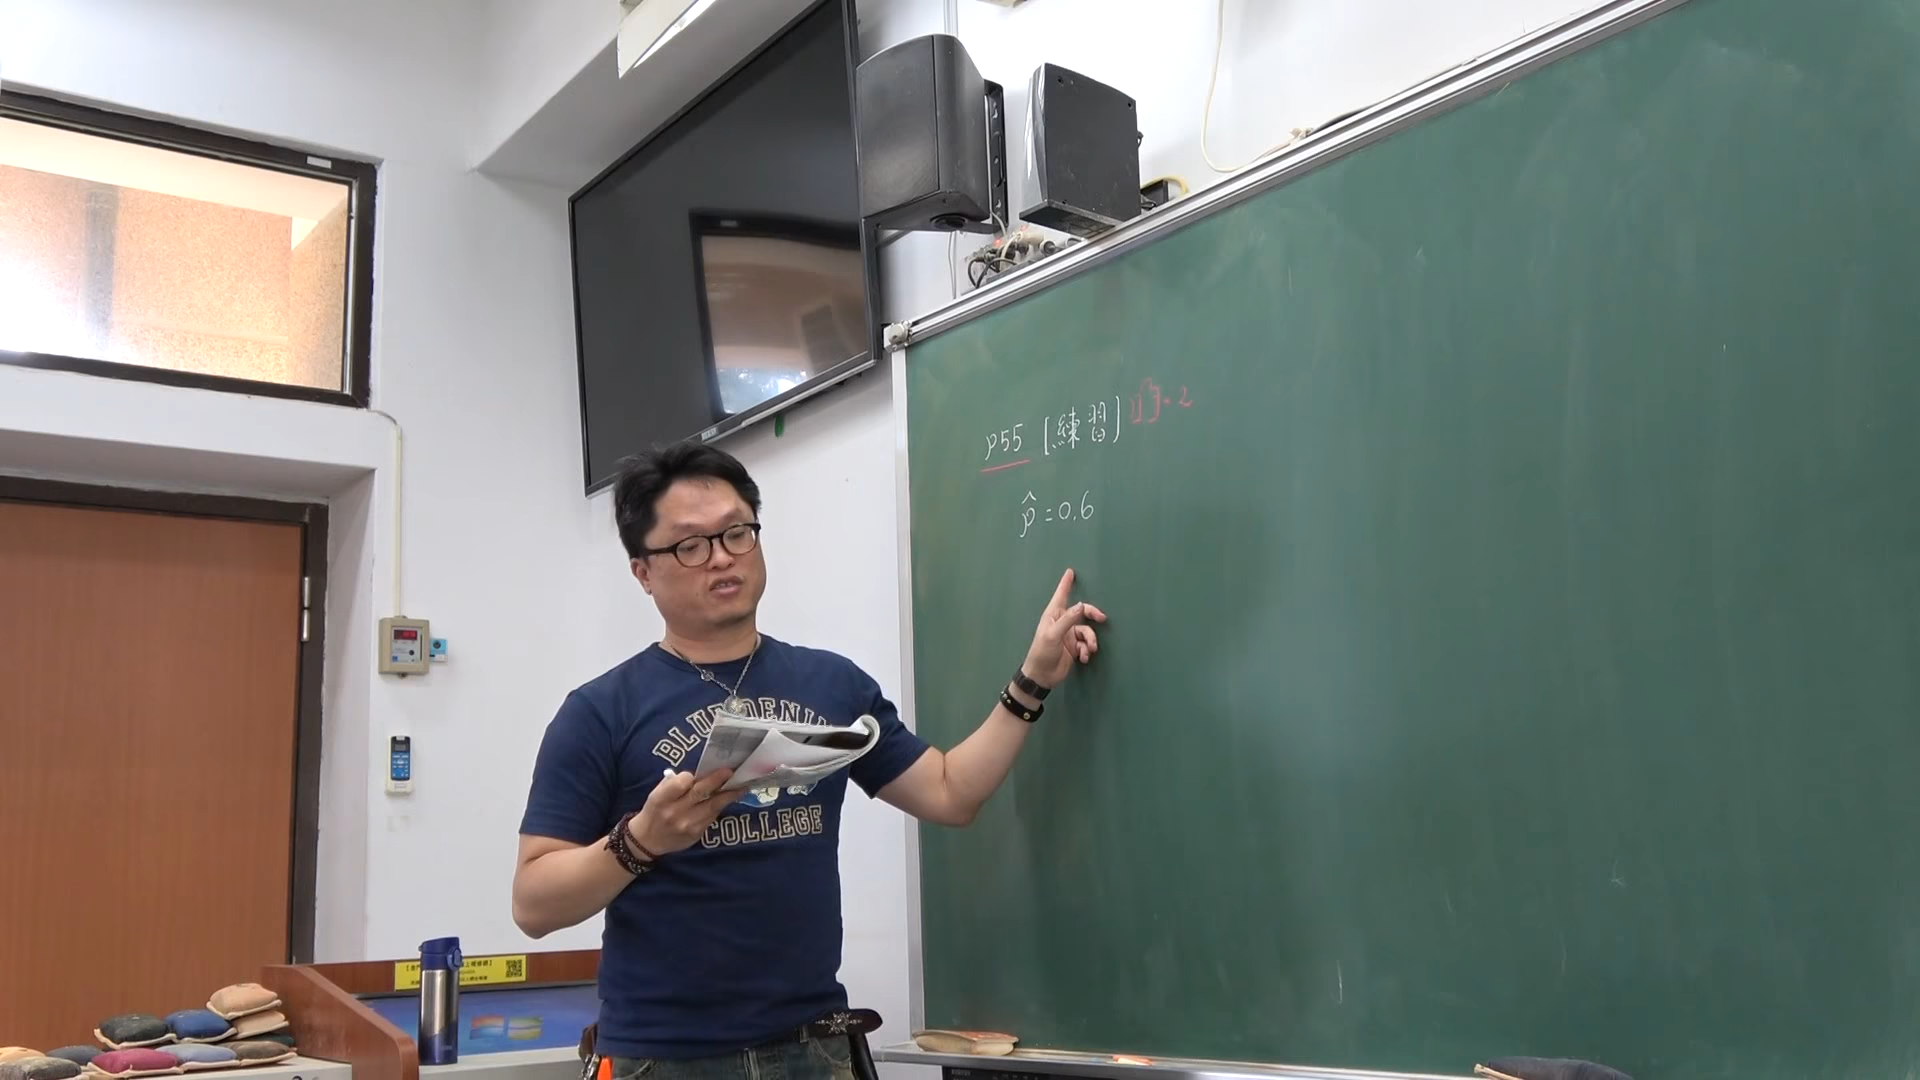 p55 [練習]
p̂ = 0.6
BLUE DENIM
COLLEGE